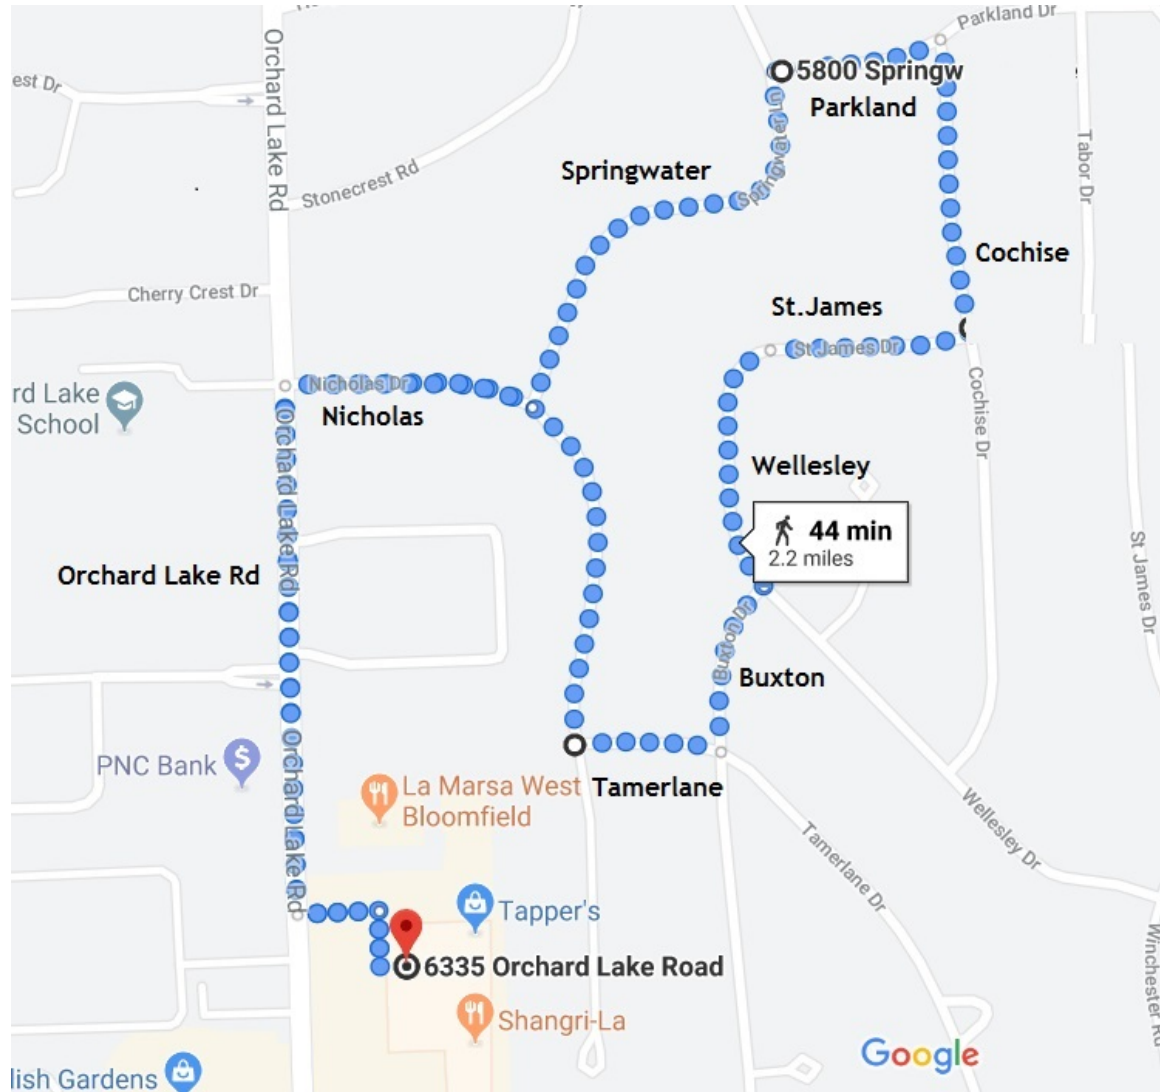 Parkland Dr
Orchard Lake Rd
est Dr
5800 Springw
Parkland
Tabor Dr
Springwater
Springwater Ln
Stonecrest Rd
Cochise
Cherry Crest Dr
St.James
St James Dr
rd Lake
School
Nicholas Dr
Nicholas
Cochise Dr
Orchard Lake Rd
Wellesley
44 min
2.2 miles
Orchard Lake Rd
St James Dr
Buxton Dr
Buxton
PNC Bank
Orchard Lake Rd
La Marsa West
Bloomfield
Tamerlane
Wellesley Dr
Tamerlane Dr
Tapper's
6335 Orchard Lake Road
Winchester Rd
Shangri-La
Google
lish Gardens